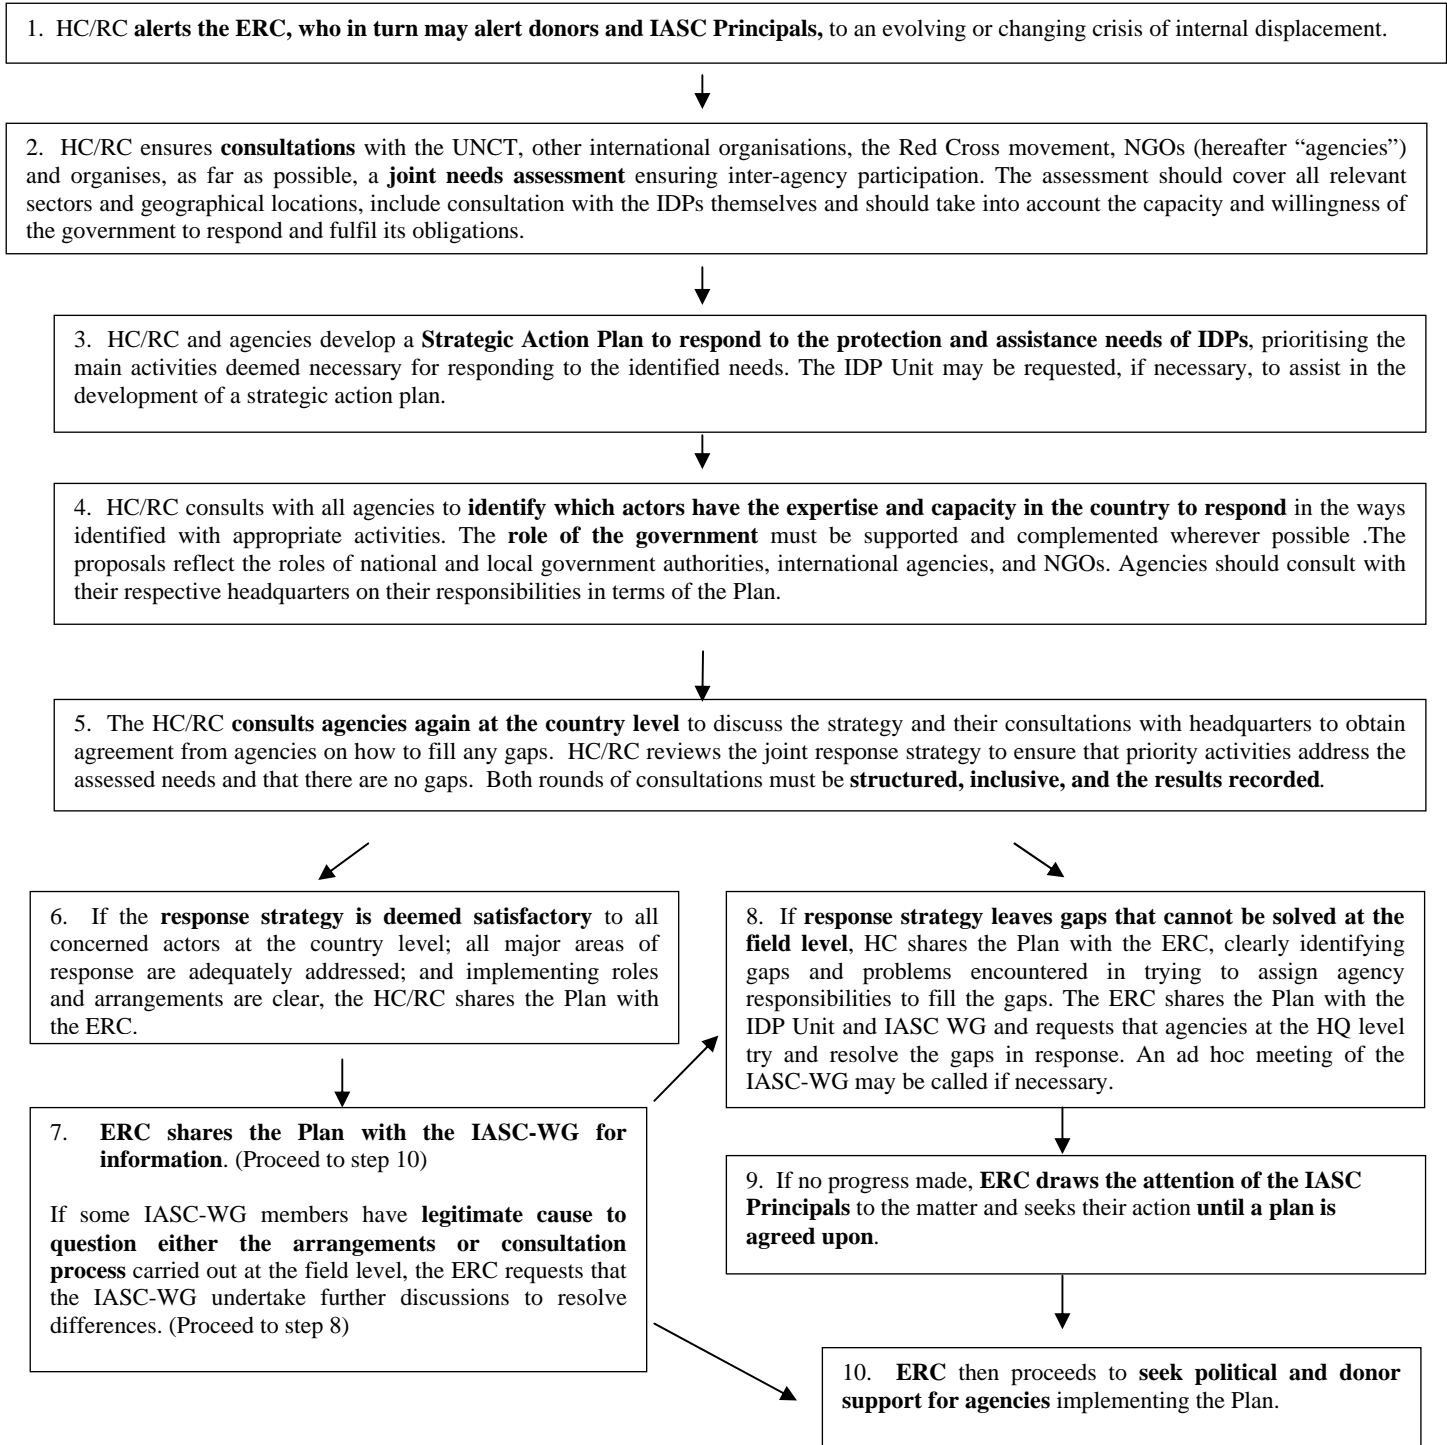 1. HC/RC alerts the ERC, who in turn may alert donors and IASC Principals, to an evolving or changing crisis of internal displacement.
2. HC/RC ensures consultations with the UNCT, other international organisations, the Red Cross movement, NGOs (hereafter “agencies”)
and organises, as far as possible, a joint needs assessment ensuring inter-agency participation. The assessment should cover all relevant
sectors and geographical locations, include consultation with the IDPs themselves and should take into account the capacity and willingness of
the government to respond and fulfil its obligations.
3. HC/RC and agencies develop a Strategic Action Plan to respond to the protection and assistance needs of IDPs, prioritising the
main activities deemed necessary for responding to the identified needs. The IDP Unit may be requested, if necessary, to assist in the
development of a strategic action plan.
4. HC/RC consults with all agencies to identify which actors have the expertise and capacity in the country to respond in the ways
identified with appropriate activities. The role of the government must be supported and complemented wherever possible .The
proposals reflect the roles of national and local government authorities, international agencies, and NGOs. Agencies should consult with
their respective headquarters on their responsibilities in terms of the Plan.
5. The HC/RC consults agencies again at the country level to discuss the strategy and their consultations with headquarters to obtain
agreement from agencies on how to fill any gaps. HC/RC reviews the joint response strategy to ensure that priority activities address the
assessed needs and that there are no gaps. Both rounds of consultations must be structured, inclusive, and the results recorded.
6. If the response strategy is deemed satisfactory to all
concerned actors at the country level; all major areas of
response are adequately addressed; and implementing roles
and arrangements are clear, the HC/RC shares the Plan with
the ERC.
7. ERC shares the Plan with the IASC-WG for
information. (Proceed to step 10)
If some IASC-WG members have legitimate cause to
question either the arrangements or consultation
process carried out at the field level, the ERC requests that
the IASC-WG undertake further discussions to resolve
differences. (Proceed to step 8)
8. If response strategy leaves gaps that cannot be solved at the
field level, HC shares the Plan with the ERC, clearly identifying
gaps and problems encountered in trying to assign agency
responsibilities to fill the gaps. The ERC shares the Plan with the
IDP Unit and IASC WG and requests that agencies at the HQ level
try and resolve the gaps in response. An ad hoc meeting of the
IASC-WG may be called if necessary.
9. If no progress made, ERC draws the attention of the IASC
Principals to the matter and seeks their action until a plan is
agreed upon.
10. ERC then proceeds to seek political and donor
support for agencies implementing the Plan.